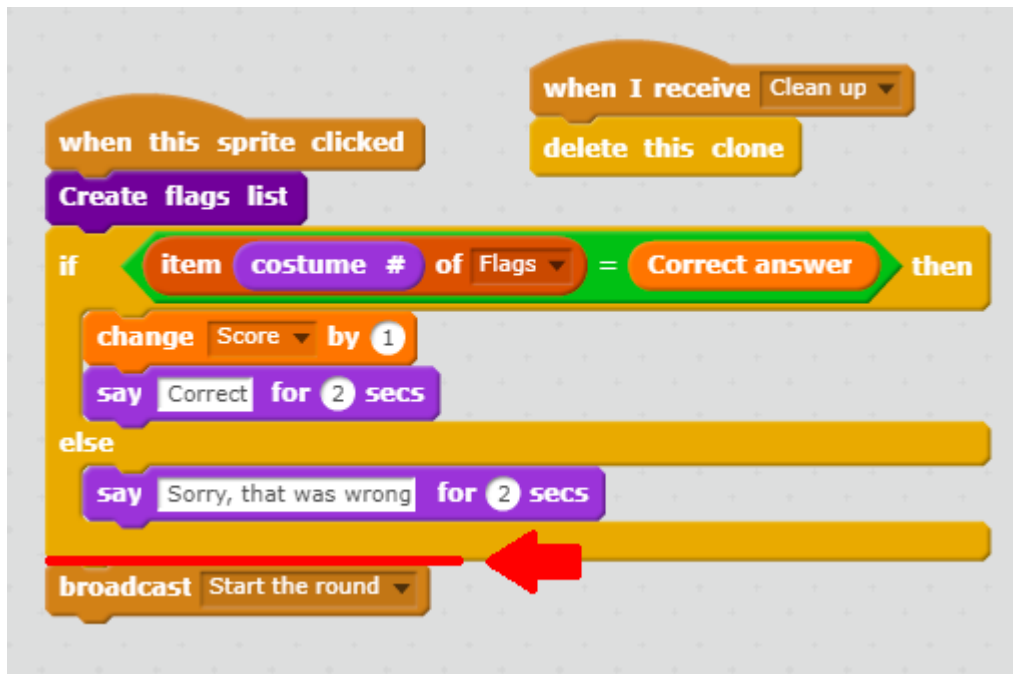 when I receive Clean up
delete this clone
when this sprite clicked
Create flags list
if item costume # of Flags = Correct answer then
change Score by 1
say Correct for 2 secs
else
say Sorry, that was wrong for 2 secs
broadcast Start the round